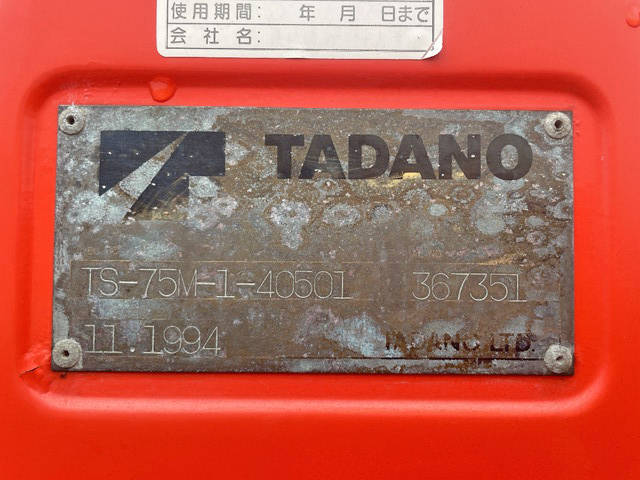 使用期間: 年 月 日まで
会社名:
TADANO
TS-75M-1-40501 367351
11.1994 TADANO LTD.